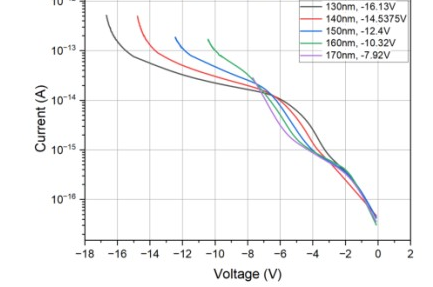 130nm, -16.13V
140nm, -14.5375V
10⁻¹³
150nm, -12.4V
160nm, -10.32V
170nm, -7.92V
10⁻¹⁴
Current (A)
10⁻¹⁵
10⁻¹⁶
-18 -16 -14 -12 -10 -8 -6 -4 -2 0 2
Voltage (V)